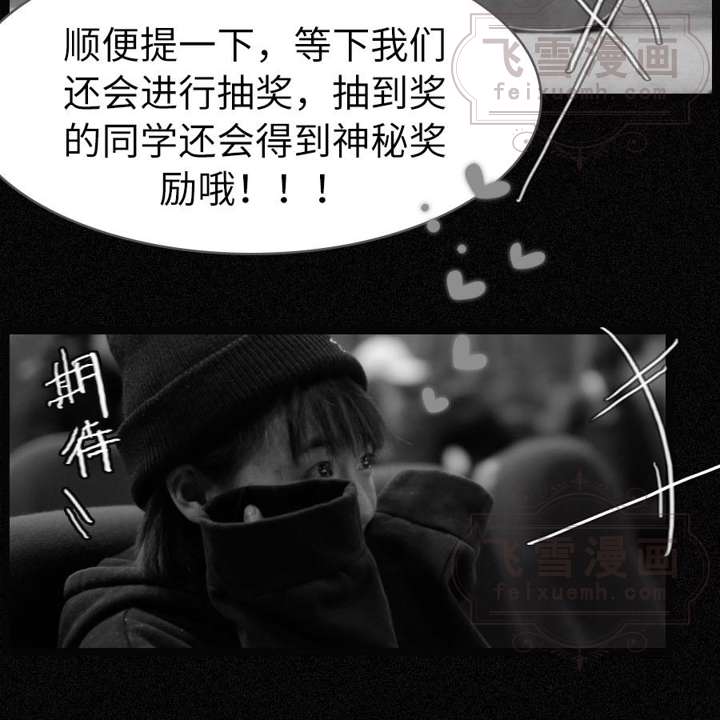 顺便提一下，等下我们
还会进行抽奖，抽到奖
的同学还会得到神秘奖
励哦！！！
飞雪漫画
feixuemh.com
期待
飞雪漫画
feixuemh.com